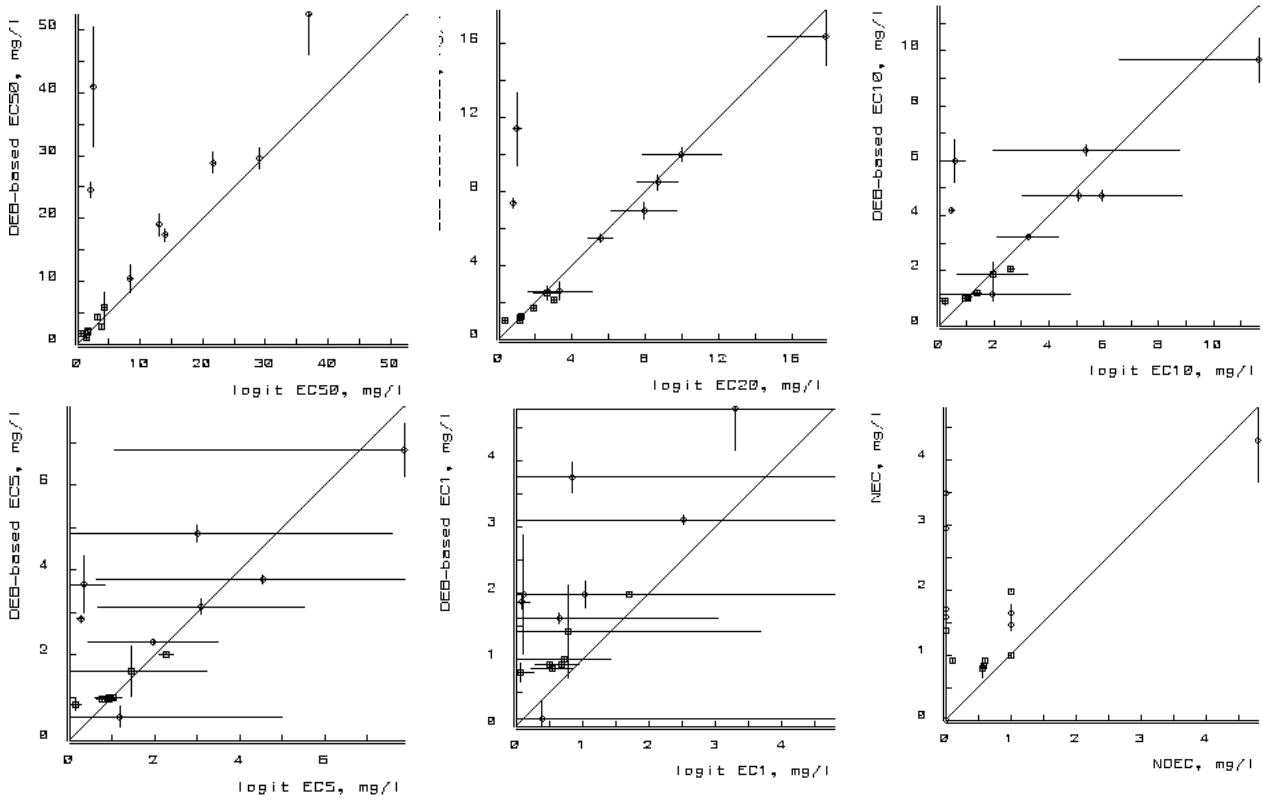 DEB-based EC50, mg/l
50
40
30
20
10
0
0 10 20 30 40 50
logit EC50, mg/l
16
12
8
4
0
0 4 8 12 16
logit EC20, mg/l
DEB-based EC10, mg/l
10
8
6
4
2
0
0 2 4 6 8 10
logit EC10, mg/l
DEB-based EC5, mg/l
6
4
2
0
0 2 4 6
logit EC5, mg/l
DEB-based EC1, mg/l
4
3
2
1
0
0 1 2 3 4
logit EC1, mg/l
NEC, mg/l
4
3
2
1
0
0 1 2 3 4
NOEC, mg/l